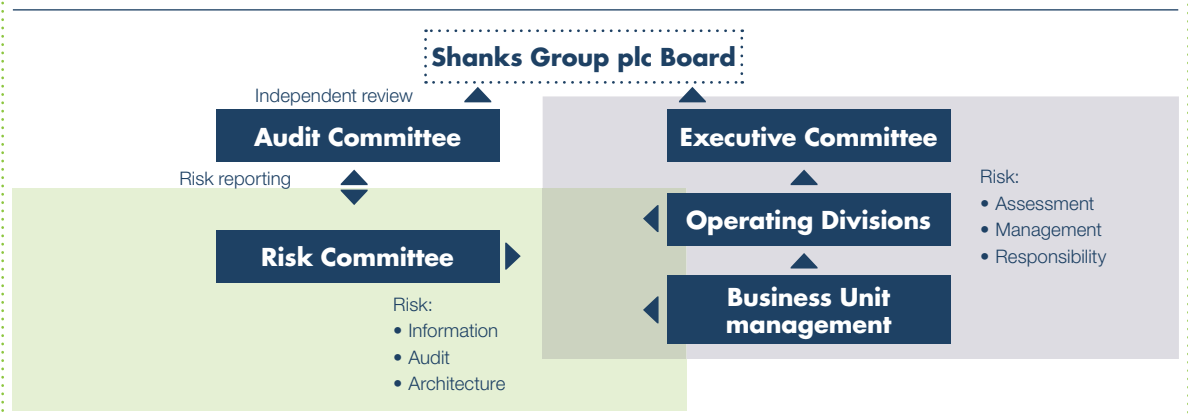 Shanks Group plc Board
Independent review
Audit Committee
Executive Committee
Risk reporting
Risk:
• Assessment
• Management
• Responsibility
Operating Divisions
Risk Committee
Business Unit
management
Risk:
• Information
• Audit
• Architecture